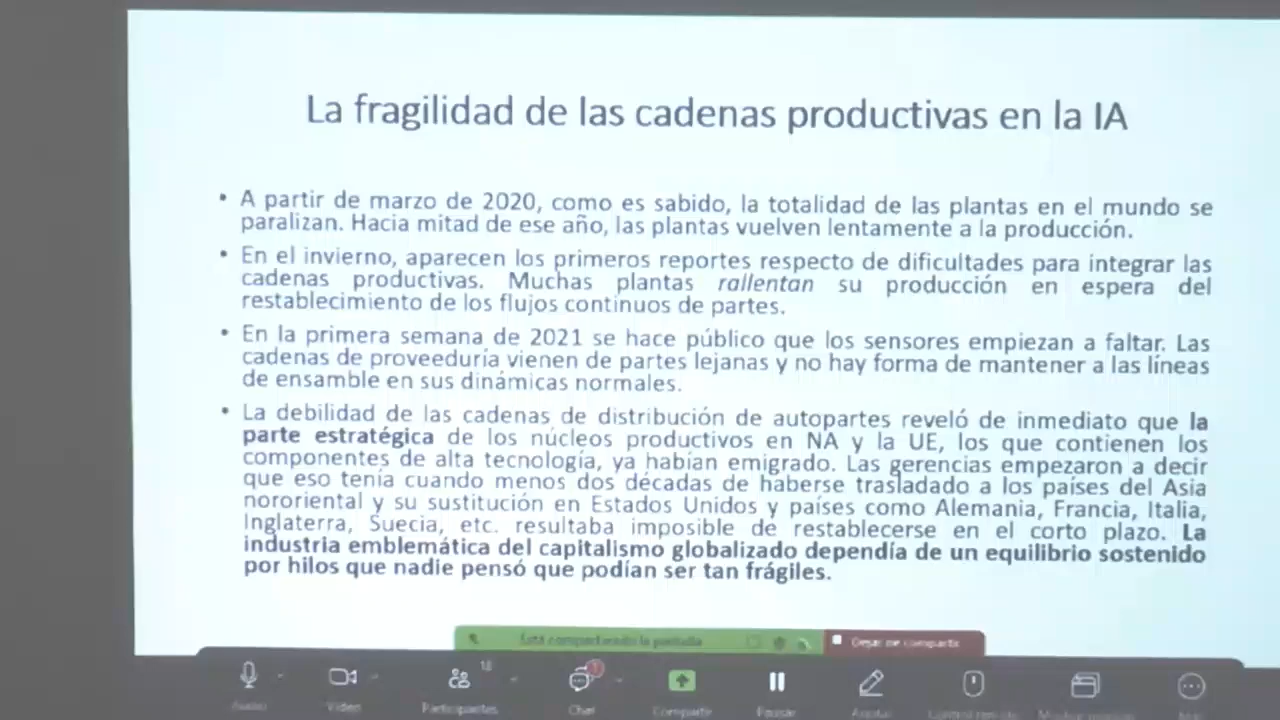 La fragilidad de las cadenas productivas en la IA
• A partir de marzo de 2020, como es sabido, la totalidad de las plantas en el mundo se
paralizan. Hacia mitad de ese año, las plantas vuelven lentamente a la producción.
• En el invierno, aparecen los primeros reportes respecto de dificultades para integrar las
cadenas productivas. Muchas plantas rallentan su producción en espera del
restablecimiento de los flujos continuos de partes.
• En la primera semana de 2021 se hace público que los sensores empiezan a faltar. Las
cadenas de proveeduría vienen de partes lejanas y no hay forma de mantener a las líneas
de ensamble en sus dinámicas normales.
• La debilidad de las cadenas de distribución de autopartes reveló de inmediato que la
parte estratégica de los núcleos productivos en NA y la UE, los que contienen los
componentes de alta tecnología, ya habían emigrado. Las gerencias empezaron a decir
que eso tenía cuando menos dos décadas de haberse trasladado a los países del Asia
nororiental y su sustitución en Estados Unidos y países como Alemania, Francia, Italia,
Inglaterra, Suecia, etc. resultaba imposible de restablecerse en el corto plazo. La
industria emblemática del capitalismo globalizado dependía de un equilibrio sostenido
por hilos que nadie pensó que podían ser tan frágiles.
Está compartiendo la pantalla
Dejar de compartir
18
1
Audio
Video
Participantes
Chat
Compartir
Pausar
Anotar